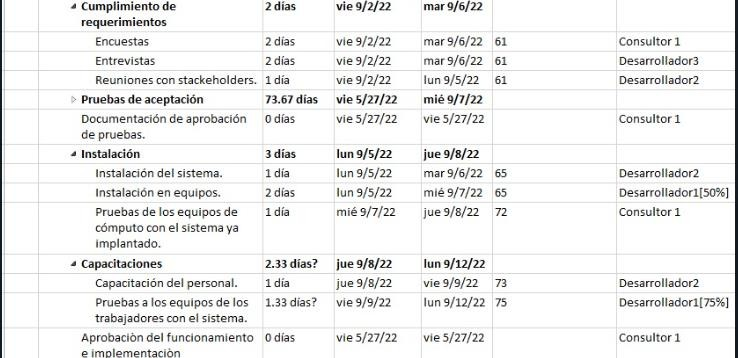 Cumplimiento de 2 días vie 9/2/22 mar 9/6/22
requerimientos
Encuestas 2 días vie 9/2/22 mar 9/6/22 61 Consultor 1
Entrevistas 2 días vie 9/2/22 mar 9/6/22 61 Desarrollador3
Reuniones con stackeholders. 1 día vie 9/2/22 lun 9/5/22 61 Desarrollador2
Pruebas de aceptación 73.67 días vie 5/27/22 mié 9/7/22
Documentación de aprobación 0 días vie 5/27/22 vie 5/27/22 Consultor 1
de pruebas.
Instalación 3 días lun 9/5/22 jue 9/8/22
Instalación del sistema. 1 día lun 9/5/22 mar 9/6/22 65 Desarrollador2
Instalación en equipos. 2 días lun 9/5/22 mié 9/7/22 65 Desarrollador1[50%]
Pruebas de los equipos de 1 día mié 9/7/22 jue 9/8/22 72 Consultor 1
cómputo con el sistema ya
implantado.
Capacitaciones 2.33 días? jue 9/8/22 lun 9/12/22
Capacitación del personal. 1 día jue 9/8/22 vie 9/9/22 73 Desarrollador2
Pruebas a los equipos de los 1.33 días? vie 9/9/22 lun 9/12/22 75 Desarrollador1[75%]
trabajadores con el sistema.
Aprobaciòn del funcionamiento 0 días vie 5/27/22 vie 5/27/22 Consultor 1
e implementaciòn